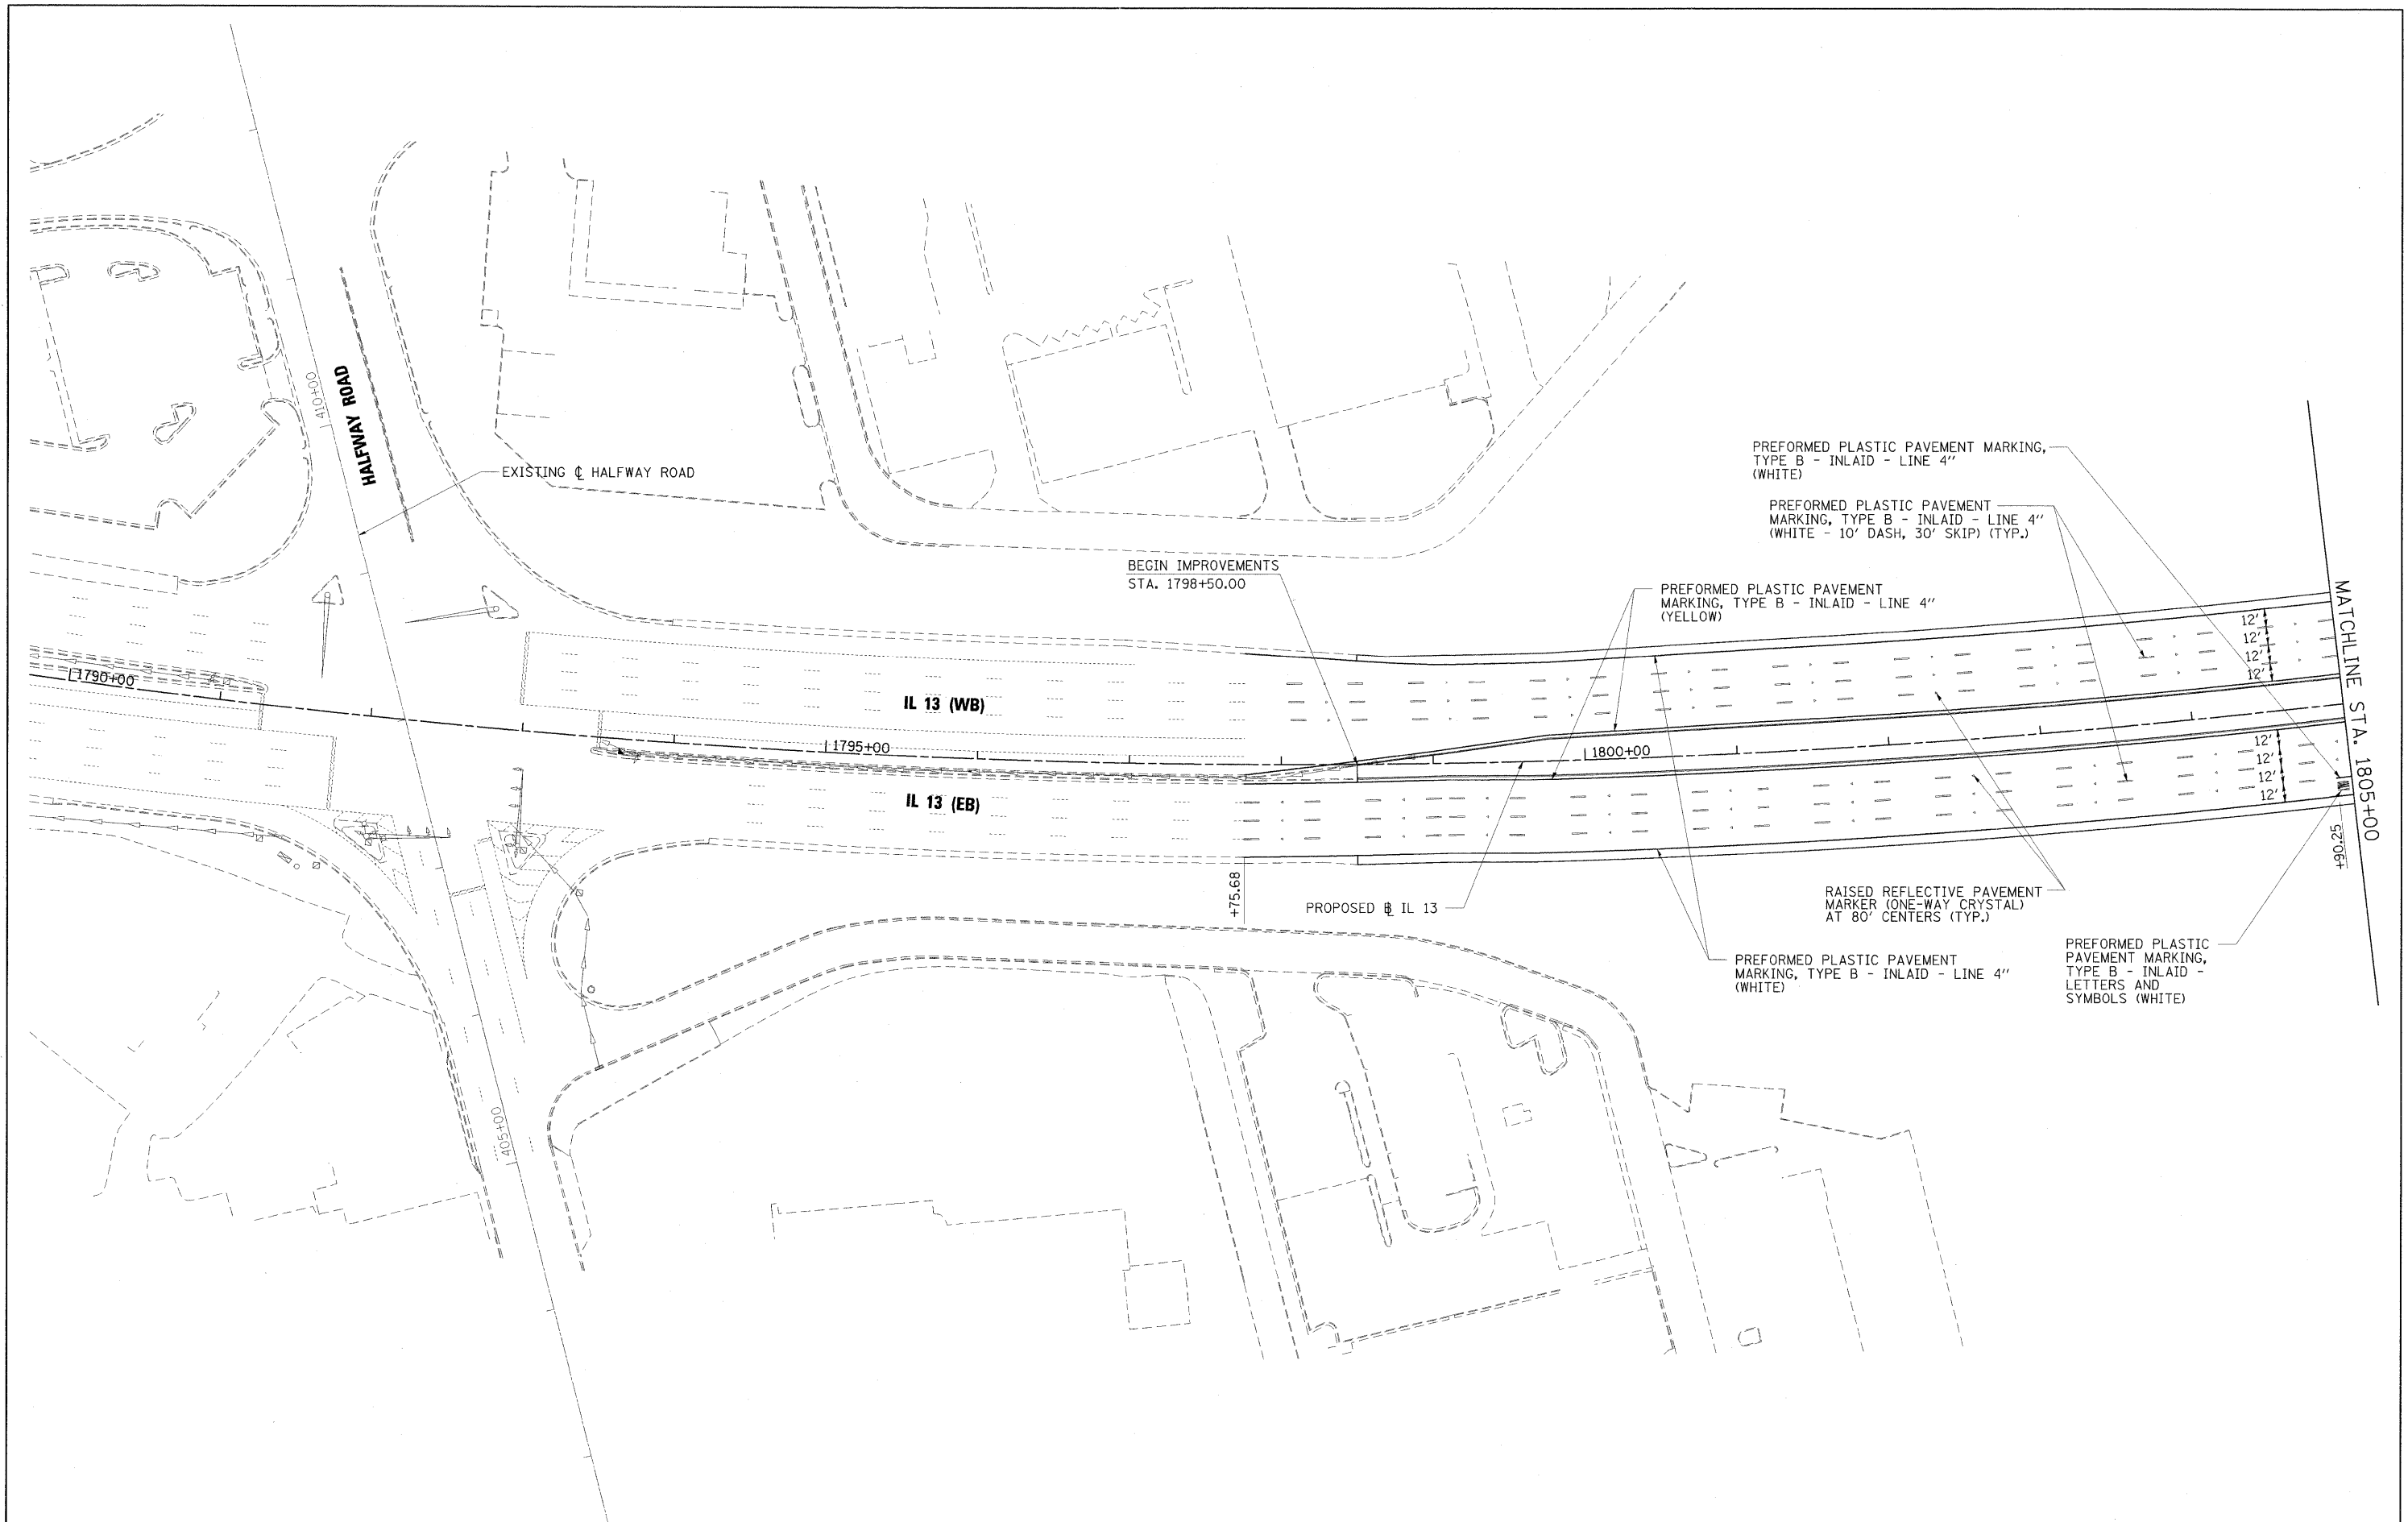 410+00
HALFWAY ROAD
EXISTING ℄ HALFWAY ROAD
PREFORMED PLASTIC PAVEMENT MARKING,
TYPE B - INLAID - LINE 4"
(WHITE)
PREFORMED PLASTIC PAVEMENT
MARKING, TYPE B - INLAID - LINE 4"
(WHITE - 10' DASH, 30' SKIP) (TYP.)
BEGIN IMPROVEMENTS
STA. 1798+50.00
PREFORMED PLASTIC PAVEMENT
MARKING, TYPE B - INLAID - LINE 4"
(YELLOW)
MATCHLINE STA. 1805+00
12'
12'
12'
12'
1790+00
IL 13 (WB)
1795+00
1800+00
12'
12'
12'
12'
IL 13 (EB)
+90.25
+75.68
PROPOSED B̲L IL 13
RAISED REFLECTIVE PAVEMENT
MARKER (ONE-WAY CRYSTAL)
AT 80' CENTERS (TYP.)
PREFORMED PLASTIC PAVEMENT
MARKING, TYPE B - INLAID - LINE 4"
(WHITE)
PREFORMED PLASTIC
PAVEMENT MARKING,
TYPE B - INLAID -
LETTERS AND
SYMBOLS (WHITE)
405+00